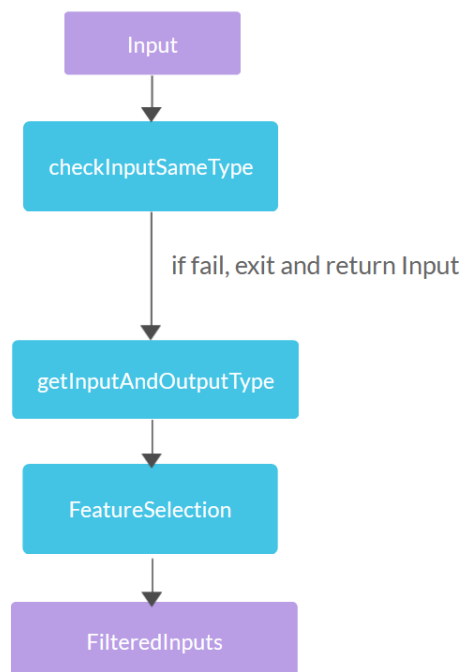 Input
checkInputSameType
if fail, exit and return Input
getInputAndOutputType
FeatureSelection
FilteredInputs